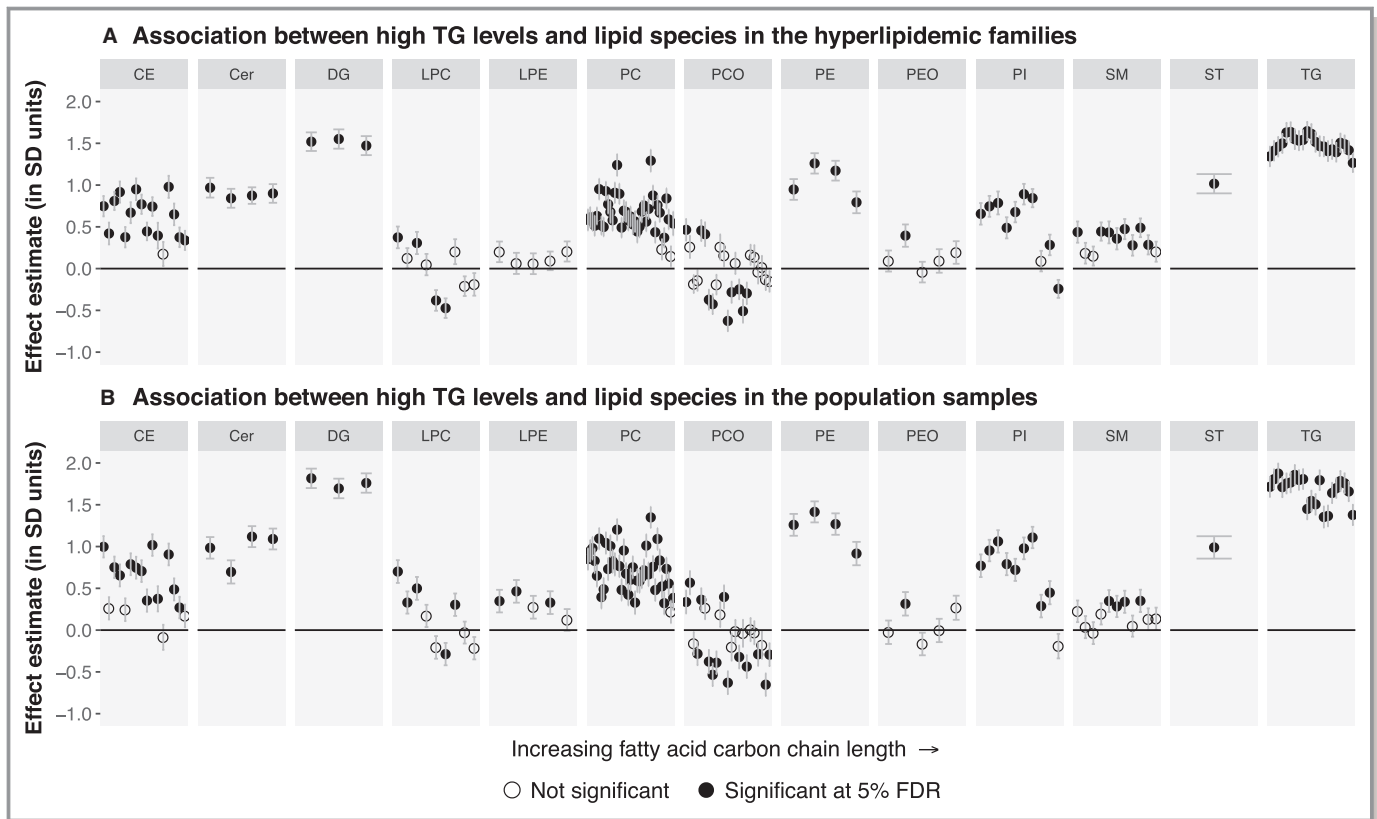 A Association between high TG levels and lipid species in the hyperlipidemic families
CE Cer DG LPC LPE PC PCO PE PEO PI SM ST TG
Effect estimate (in SD units)
2.0
1.5
1.0
0.5
0.0
−0.5
−1.0
B Association between high TG levels and lipid species in the population samples
CE Cer DG LPC LPE PC PCO PE PEO PI SM ST TG
Effect estimate (in SD units)
2.0
1.5
1.0
0.5
0.0
−0.5
−1.0
Increasing fatty acid carbon chain length →
Not significant Significant at 5% FDR